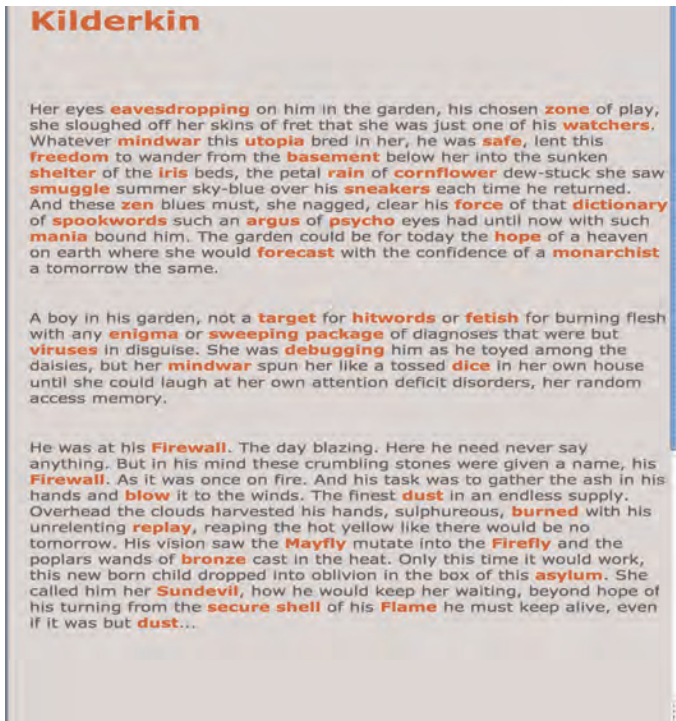 Kilderkin
Her eyes eavesdropping on him in the garden, his chosen zone of play,
she sloughed off her skins of fret that she was just one of his watchers.
Whatever mindwar this utopia bred in her, he was safe, lent this
freedom to wander from the basement below her into the sunken
shelter of the iris beds, the petal rain of cornflower dew-stuck she saw
smuggle summer sky-blue over his sneakers each time he returned.
And these zen blues must, she nagged, clear his force of that dictionary
of spookwords such an argus of psycho eyes had until now with such
mania bound him. The garden could be for today the hope of a heaven
on earth where she would forecast with the confidence of a monarchist
a tomorrow the same.
A boy in his garden, not a target for hitwords or fetish for burning flesh
with any enigma or sweeping package of diagnoses that were but
viruses in disguise. She was debugging him as he toyed among the
daisies, but her mindwar spun her like a tossed dice in her own house
until she could laugh at her own attention deficit disorders, her random
access memory.
He was at his Firewall. The day blazing. Here he need never say
anything. But in his mind these crumbling stones were given a name, his
Firewall. As it was once on fire. And his task was to gather the ash in his
hands and blow it to the winds. The finest dust in an endless supply.
Overhead the clouds harvested his hands, sulphureous, burned with his
unrelenting replay, reaping the hot yellow like there would be no
tomorrow. His vision saw the Mayfly mutate into the Firefly and the
poplars wands of bronze cast in the heat. Only this time it would work,
this new born child dropped into oblivion in the box of this asylum. She
called him her Sundevil, how he would keep her waiting, beyond hope of
his turning from the secure shell of his Flame he must keep alive, even
if it was but dust...